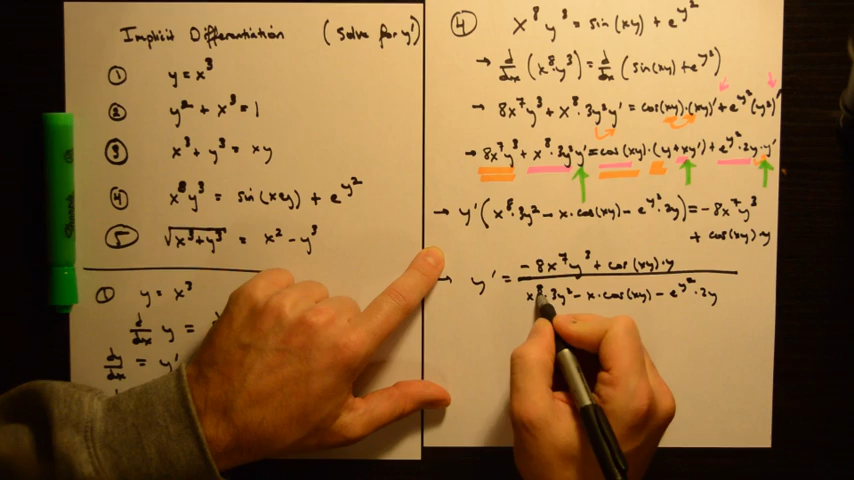 Implicit Differentiation (Solve for y')
① y = x³
② y² + x³ = 1
③ x³ + y³ = xy
④ x⁸y³ = sin(xy) + e^{y²}
⑤ √(x³+y³) = x² - y³
① y = x³
d/dx y =
d/dx = y'
④ x⁸y³ = sin(xy) + e^{y²}
→ d/dx (x⁸·y³) = d/dx (sin(xy) + e^{y²})
→ 8x⁷y³ + x⁸·3y²y' = cos(xy)·(xy)' + e^{y²}(y²)'
→ 8x⁷y³ + x⁸·3y²y' = cos(xy)·(y + xy') + e^{y²}·2y·y'
→ y'(x⁸·3y² - x·cos(xy) - e^{y²}·2y) = -8x⁷y³
+ cos(xy)·y
→ y' = (-8x⁷y³ + cos(xy)·y)/(x⁸·3y² - x·cos(xy) - e^{y²}·2y)